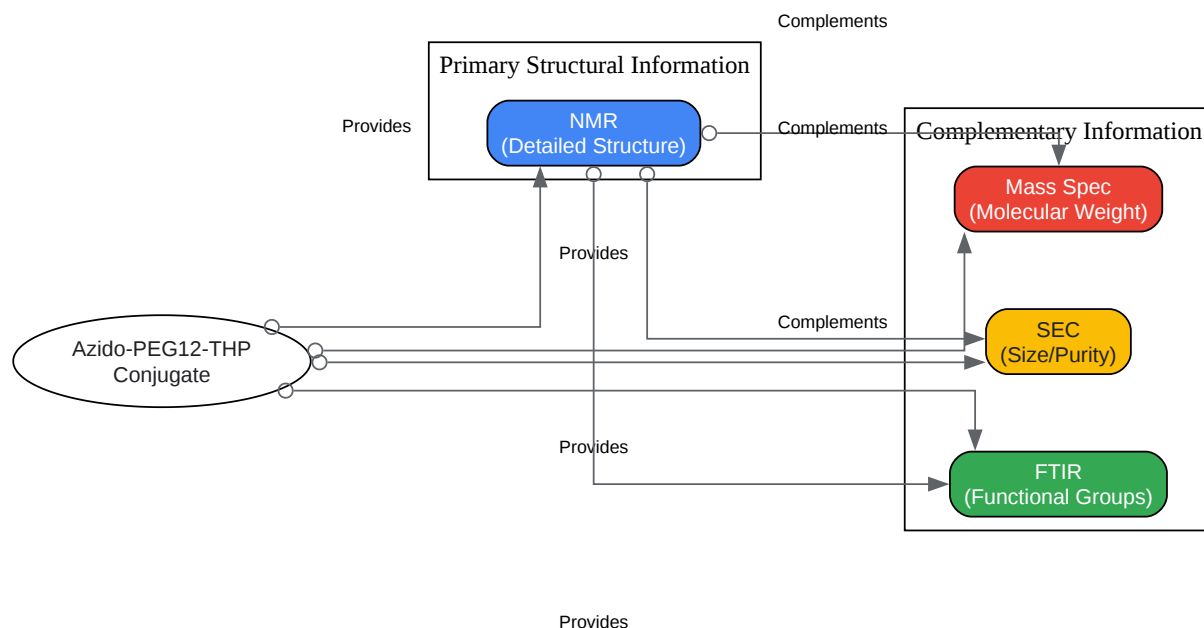 Complements
Primary Structural Information
NMR
(Detailed Structure)
Provides
Complements
Complementary Information
Mass Spec
(Molecular Weight)
Provides
Complements
SEC
(Size/Purity)
Azido-PEG12-THP
Conjugate
Provides
FTIR
(Functional Groups)
Provides